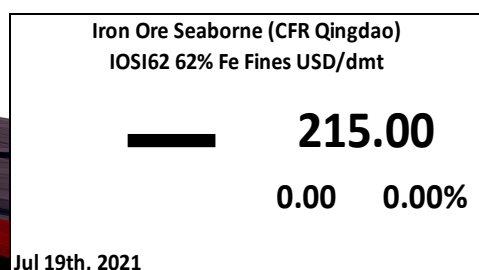 Iron Ore Seaborne (CFR Qingdao)
IOSI62 62% Fe Fines USD/dmt
215.00
0.00 0.00%
Jul 19th, 2021